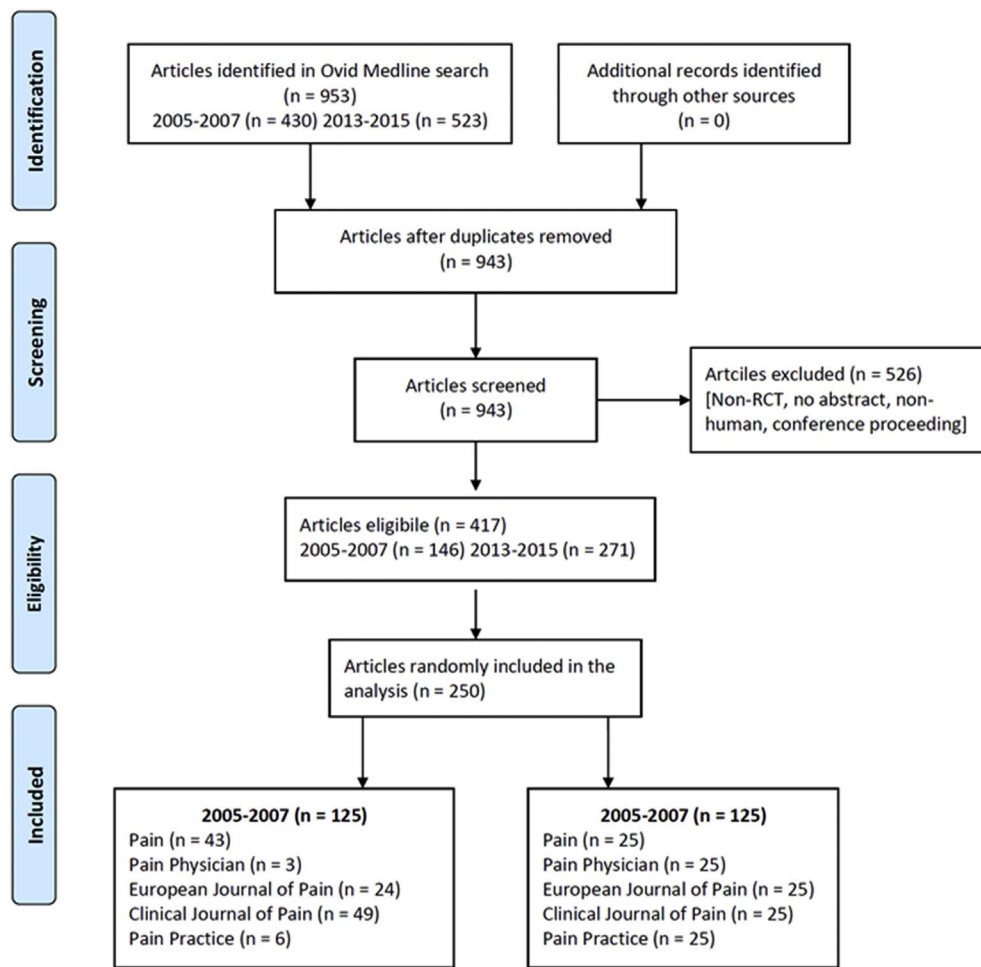 Identification
Articles identified in Ovid Medline search
(n = 953)
2005-2007 (n = 430) 2013-2015 (n = 523)
Additional records identified
through other sources
(n = 0)
Articles after duplicates removed
(n = 943)
Screening
Articles screened
(n = 943)
Artciles excluded (n = 526)
[Non-RCT, no abstract, non-
human, conference proceeding]
Eligibility
Articles eligibile (n = 417)
2005-2007 (n = 146) 2013-2015 (n = 271)
Articles randomly included in the
analysis (n = 250)
Included
2005-2007 (n = 125)
Pain (n = 43)
Pain Physician (n = 3)
European Journal of Pain (n = 24)
Clinical Journal of Pain (n = 49)
Pain Practice (n = 6)
2005-2007 (n = 125)
Pain (n = 25)
Pain Physician (n = 25)
European Journal of Pain (n = 25)
Clinical Journal of Pain (n = 25)
Pain Practice (n = 25)